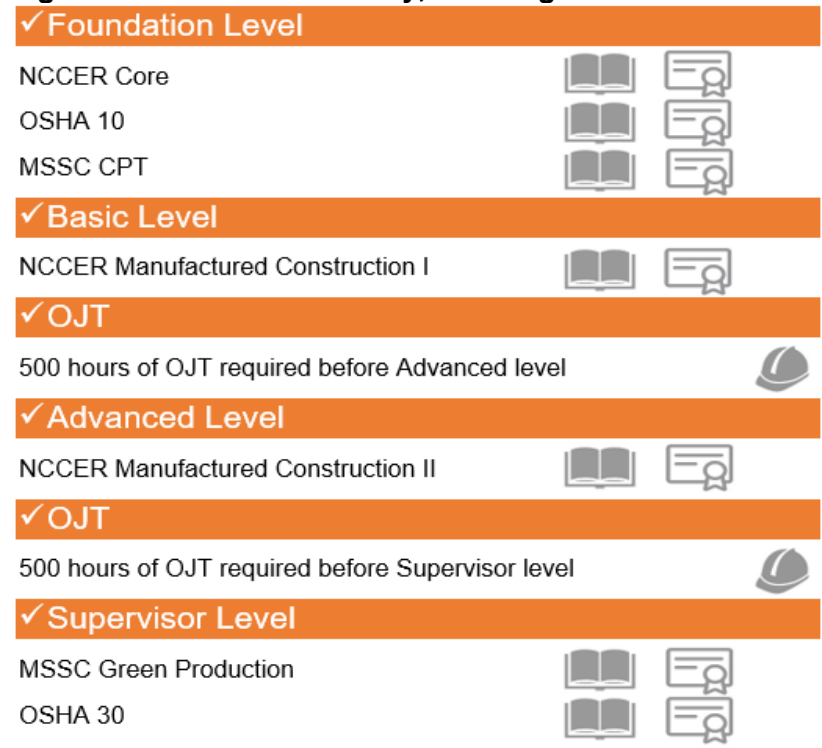 ✓Foundation Level
NCCER Core
OSHA 10
MSSC CPT
✓Basic Level
NCCER Manufactured Construction I
✓OJT
500 hours of OJT required before Advanced level
✓Advanced Level
NCCER Manufactured Construction II
✓OJT
500 hours of OJT required before Supervisor level
✓Supervisor Level
MSSC Green Production
OSHA 30